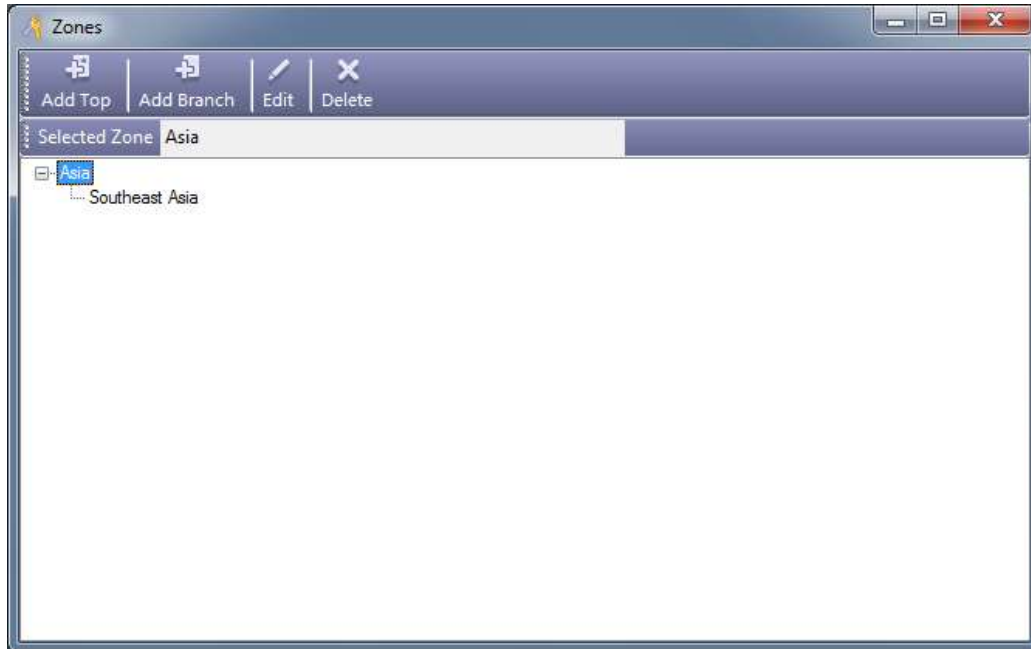 Zones
Add Top Add Branch Edit Delete
Selected Zone Asia
Asia
Southeast Asia